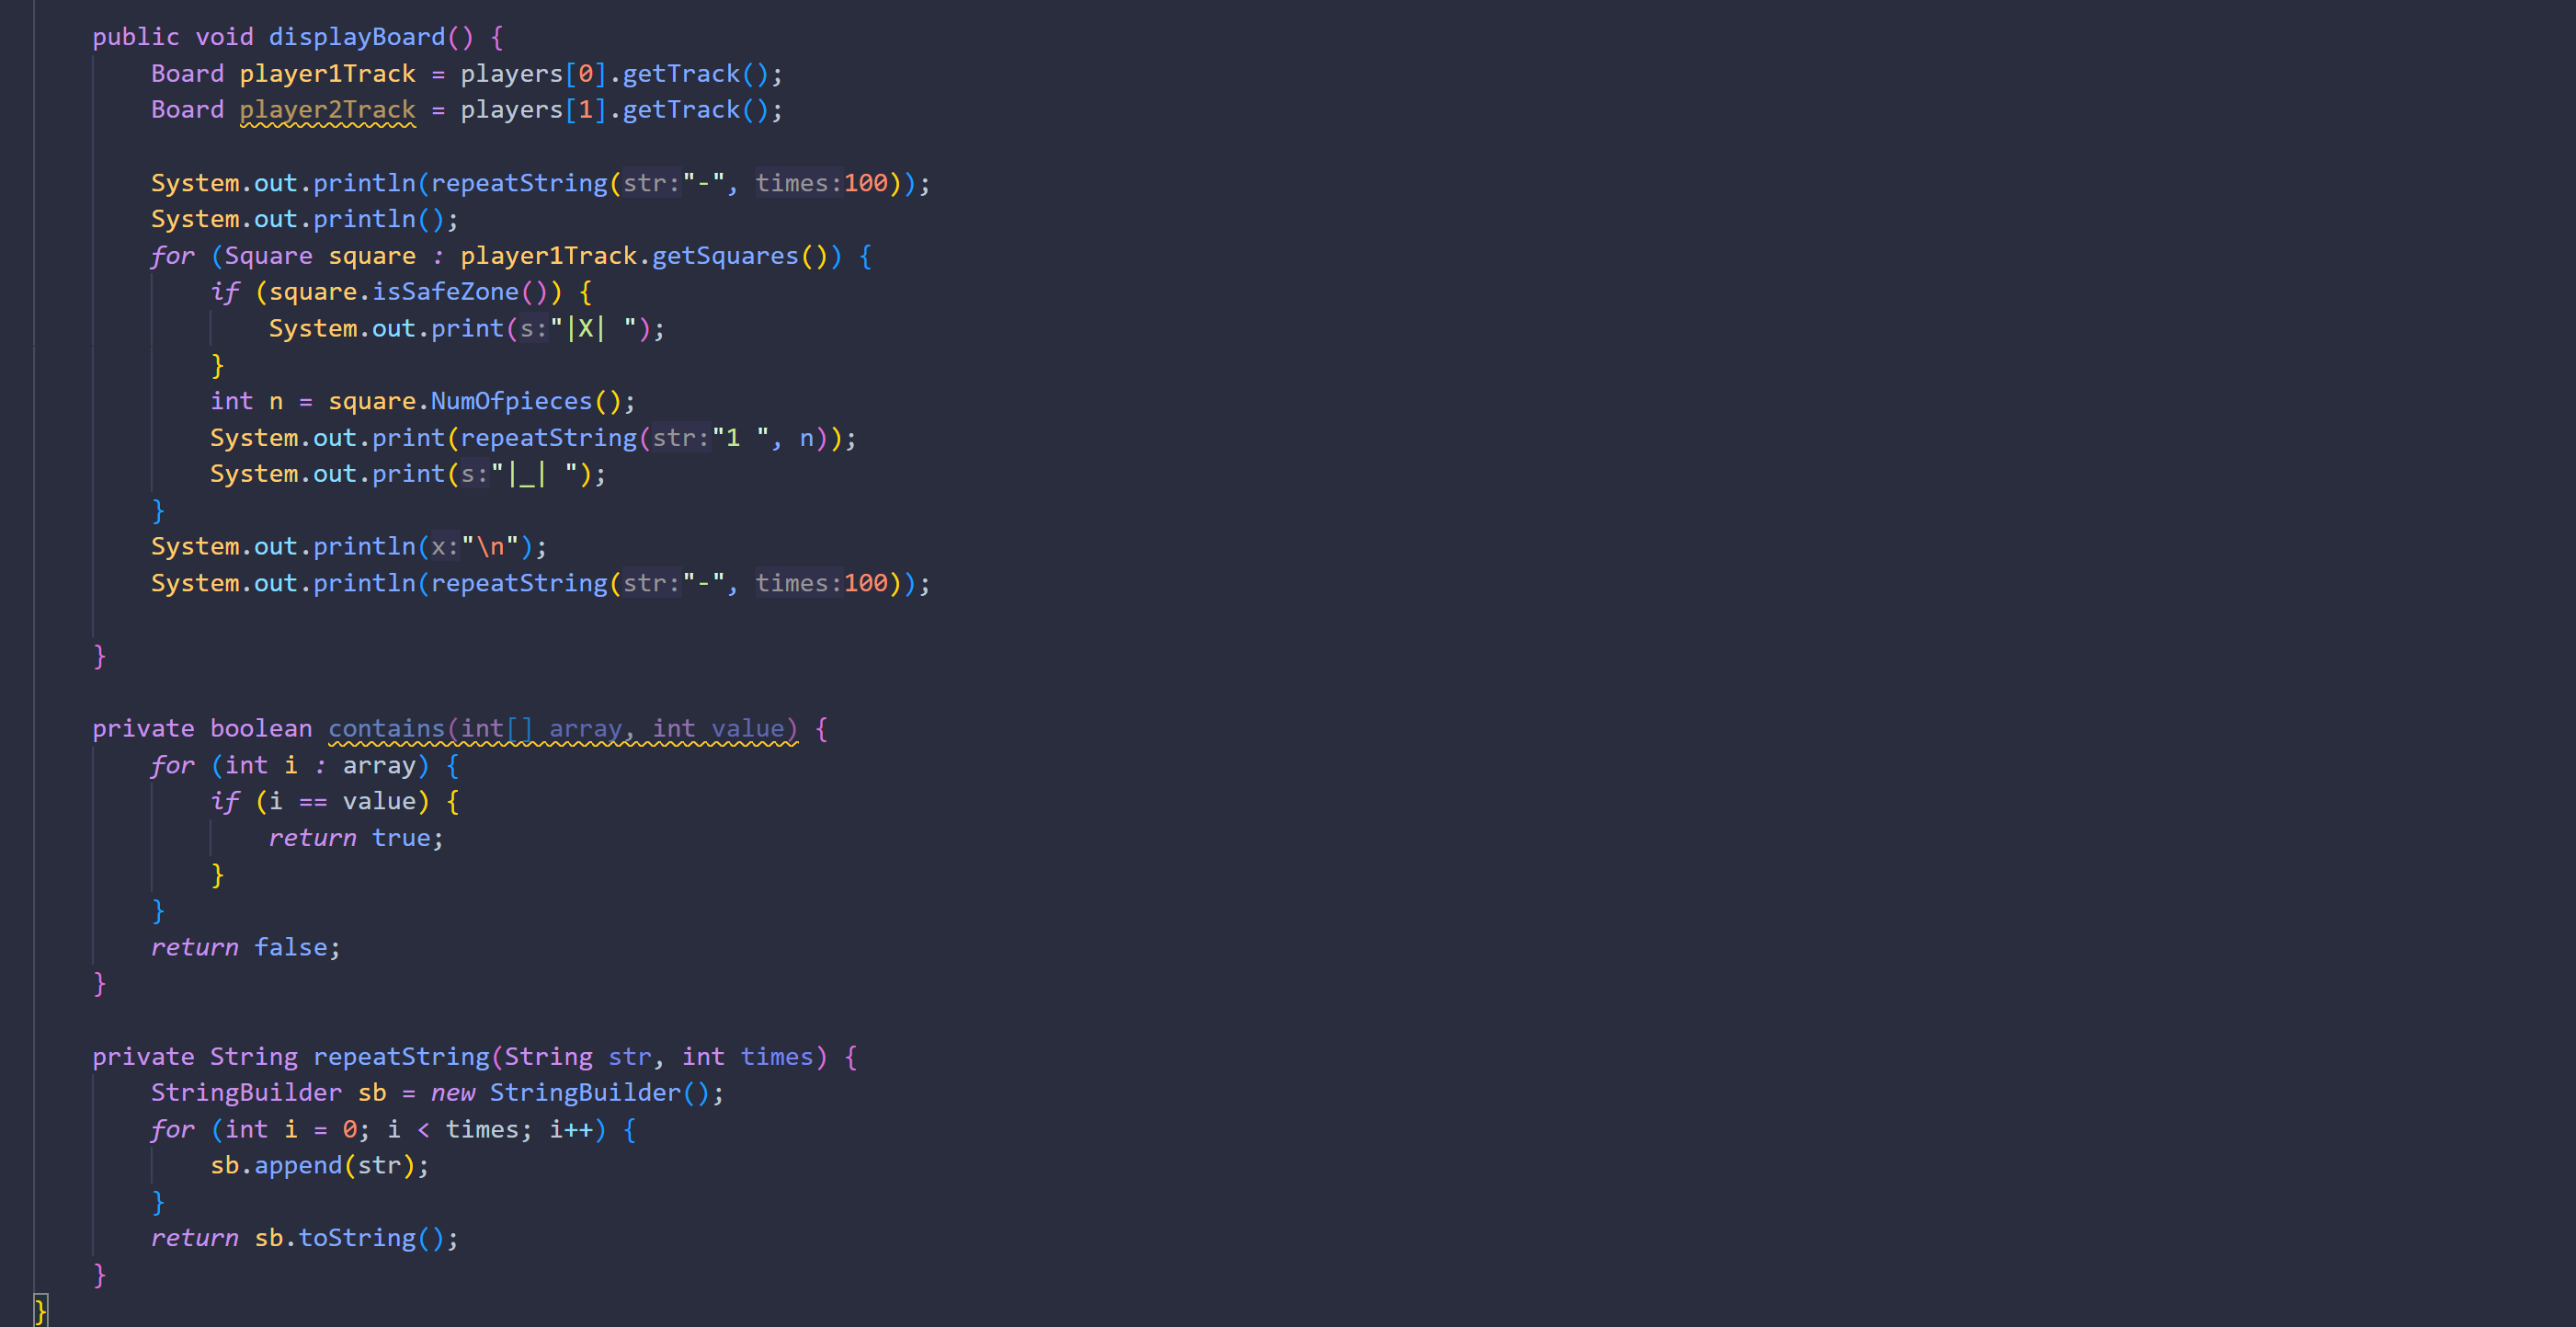 public void displayBoard() {
    Board player1Track = players[0].getTrack();
    Board player2Track = players[1].getTrack();

    System.out.println(repeatString(str:"-", times:100));
    System.out.println();
    for (Square square : player1Track.getSquares()) {
        if (square.isSafeZone()) {
            System.out.print(s:"|X| ");
        }
        int n = square.NumOfpieces();
        System.out.print(repeatString(str:"1 ", n));
        System.out.print(s:"|_| ");
    }
    System.out.println(x:"\n");
    System.out.println(repeatString(str:"-", times:100));

}

private boolean contains(int[] array, int value) {
    for (int i : array) {
        if (i == value) {
            return true;
        }
    }
    return false;
}

private String repeatString(String str, int times) {
    StringBuilder sb = new StringBuilder();
    for (int i = 0; i < times; i++) {
        sb.append(str);
    }
    return sb.toString();
}
}